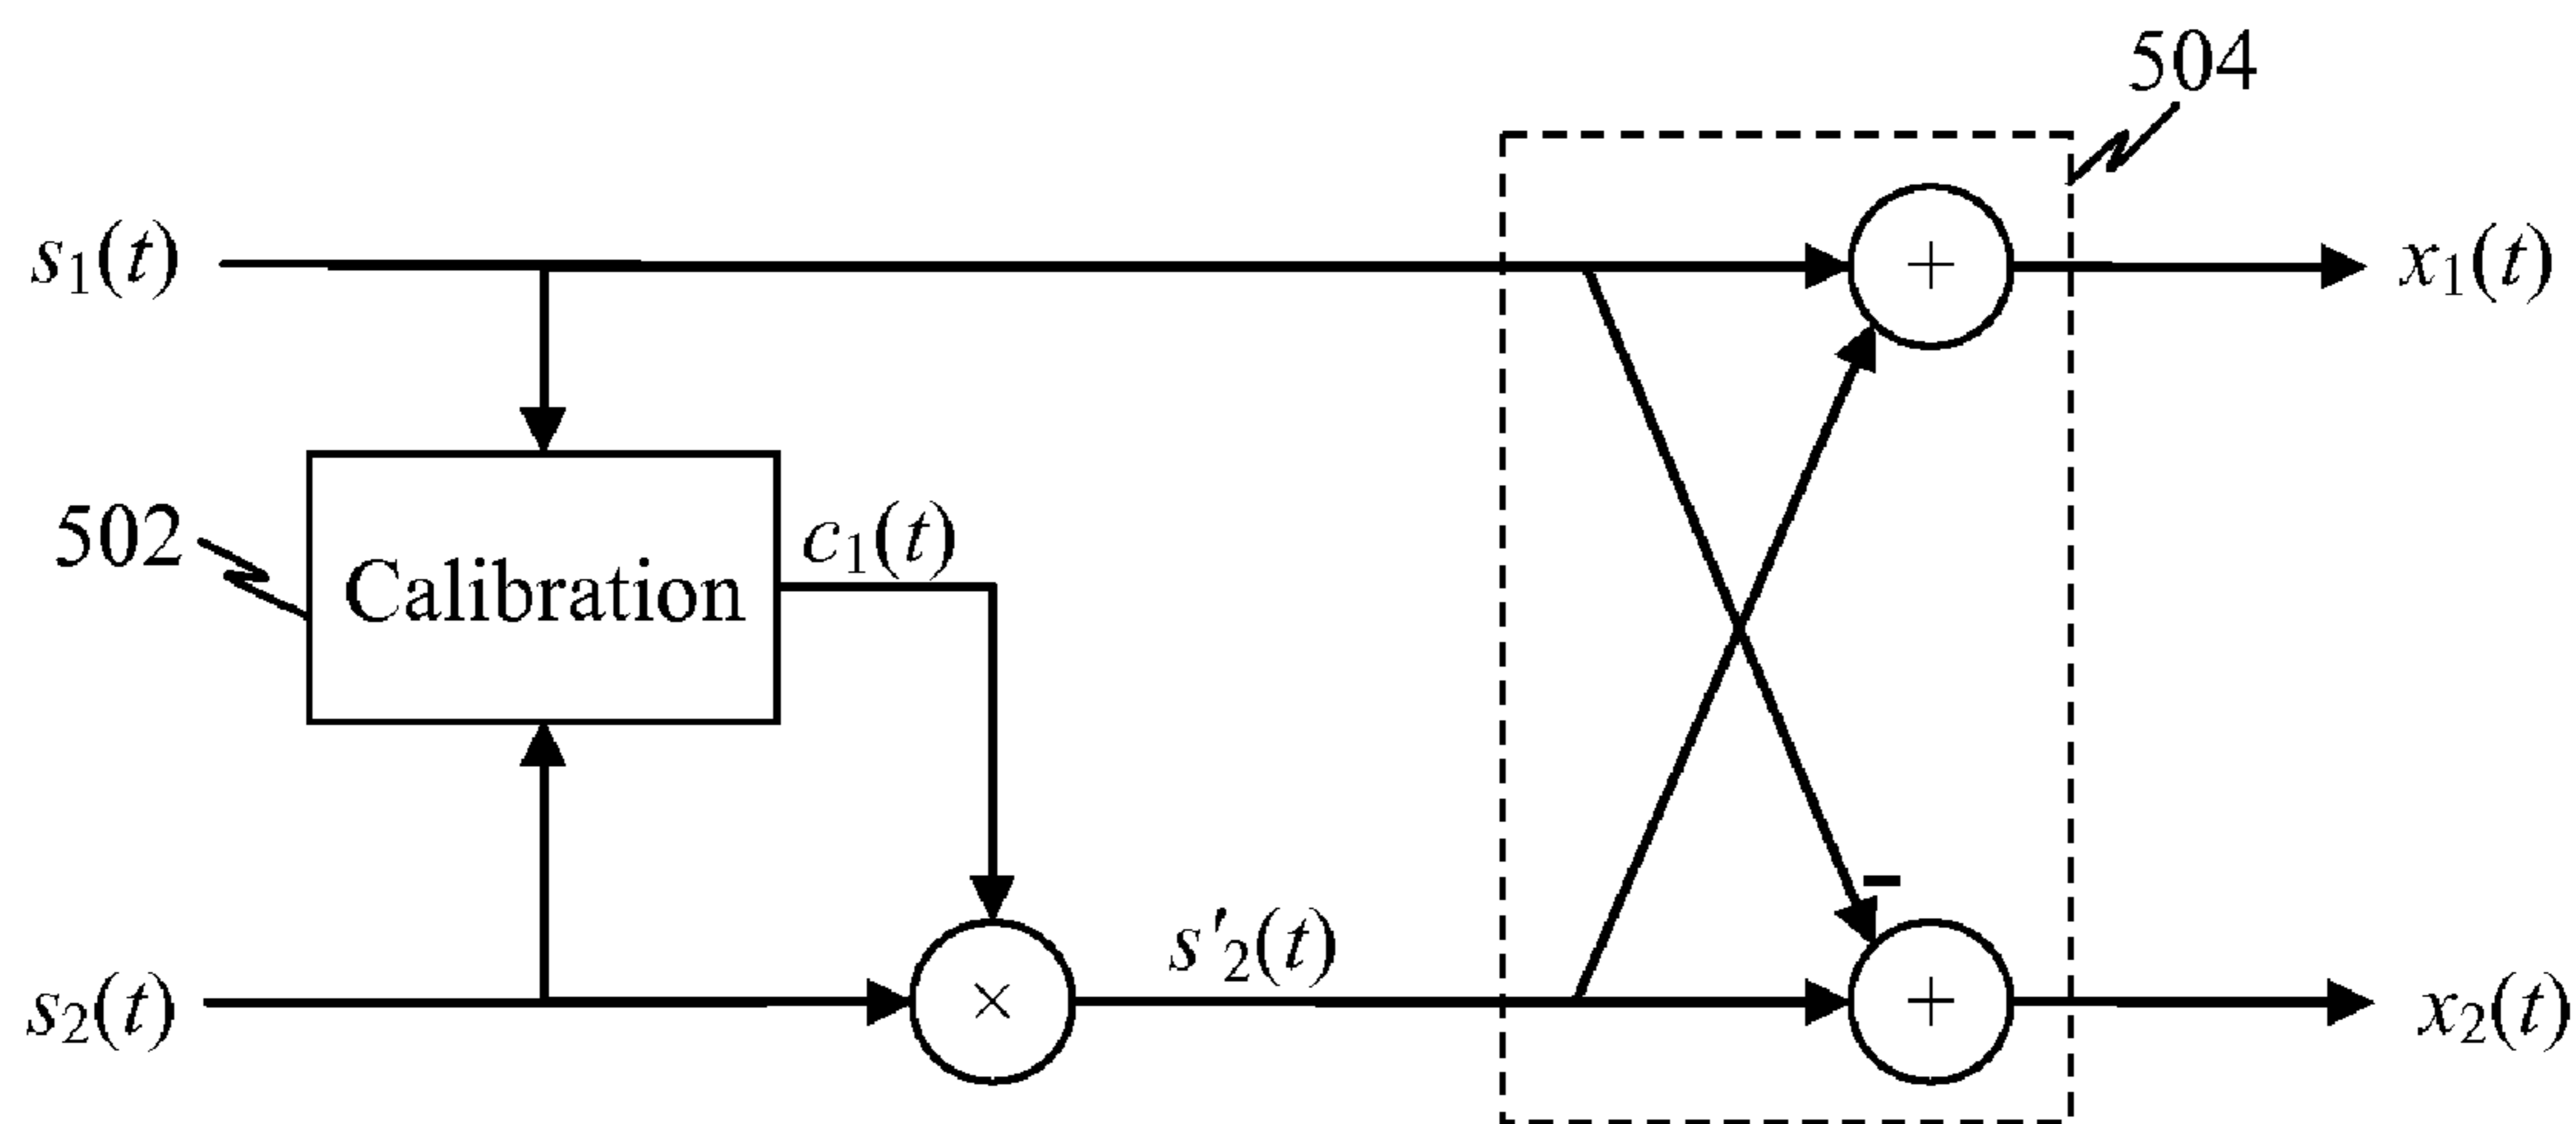 504
s₁(t)
x₁(t)
+
502
c₁(t)
Calibration
-
s'₂(t)
s₂(t)
×
+
x₂(t)